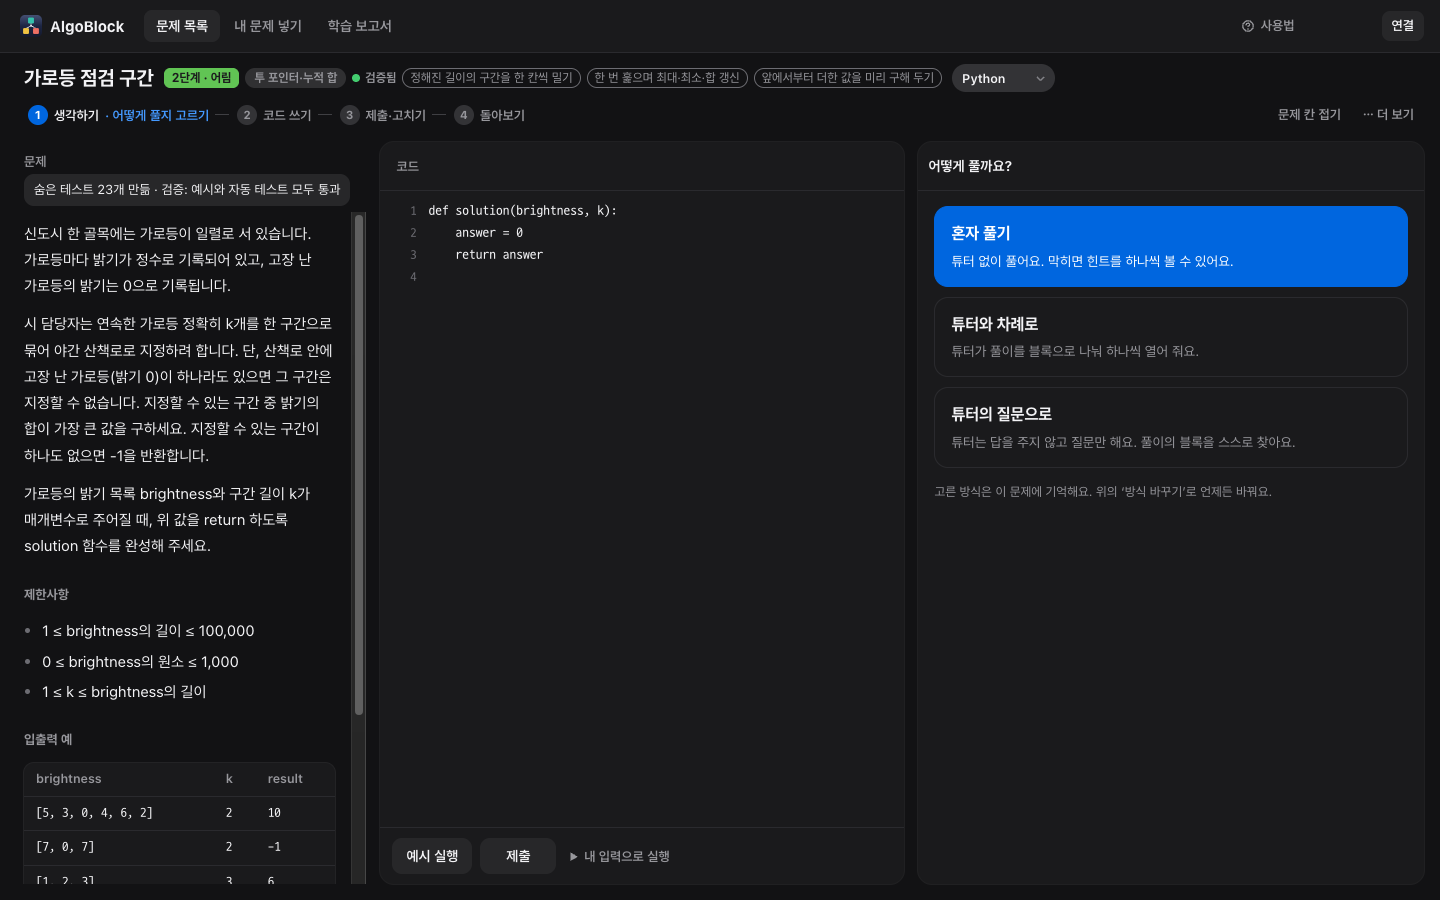 AlgoBlock
문제 목록
내 문제 넣기
학습 보고서
사용법
연결
가로등 점검 구간
2단계 · 어림
투 포인터·누적 합
검증됨
정해진 길이의 구간을 한 칸씩 밀기
한 번 훑으며 최대·최소·합 갱신
앞에서부터 더한 값을 미리 구해 두기
Python
1 생각하기 · 어떻게 풀지 고르기
2 코드 쓰기
3 제출·고치기
4 돌아보기
문제 칸 접기
··· 더 보기
문제
숨은 테스트 23개 만듦 · 검증: 예시와 자동 테스트 모두 통과
신도시 한 골목에는 가로등이 일렬로 서 있습니다.
가로등마다 밝기가 정수로 기록되어 있고, 고장 난
가로등의 밝기는 0으로 기록됩니다.
시 담당자는 연속한 가로등 정확히 k개를 한 구간으로
묶어 야간 산책로로 지정하려 합니다. 단, 산책로 안에
고장 난 가로등(밝기 0)이 하나라도 있으면 그 구간은
지정할 수 없습니다. 지정할 수 있는 구간 중 밝기의
합이 가장 큰 값을 구하세요. 지정할 수 있는 구간이
하나도 없으면 -1을 반환합니다.
가로등의 밝기 목록 brightness와 구간 길이 k가
매개변수로 주어질 때, 위 값을 return 하도록
solution 함수를 완성해 주세요.
제한사항
• 1 ≤ brightness의 길이 ≤ 100,000
• 0 ≤ brightness의 원소 ≤ 1,000
• 1 ≤ k ≤ brightness의 길이
입출력 예
brightness k result
[5, 3, 0, 4, 6, 2] 2 10
[7, 0, 7] 2 -1
[1, 2, 3] 3 6
코드
1 def solution(brightness, k):
2 answer = 0
3 return answer
4
예시 실행
제출
▶ 내 입력으로 실행
어떻게 풀까요?
혼자 풀기
튜터 없이 풀어요. 막히면 힌트를 하나씩 볼 수 있어요.
튜터와 차례로
튜터가 풀이를 블록으로 나눠 하나씩 열어 줘요.
튜터의 질문으로
튜터는 답을 주지 않고 질문만 해요. 풀이의 블록을 스스로 찾아요.
고른 방식은 이 문제에 기억해요. 위의 '방식 바꾸기'로 언제든 바꿔요.